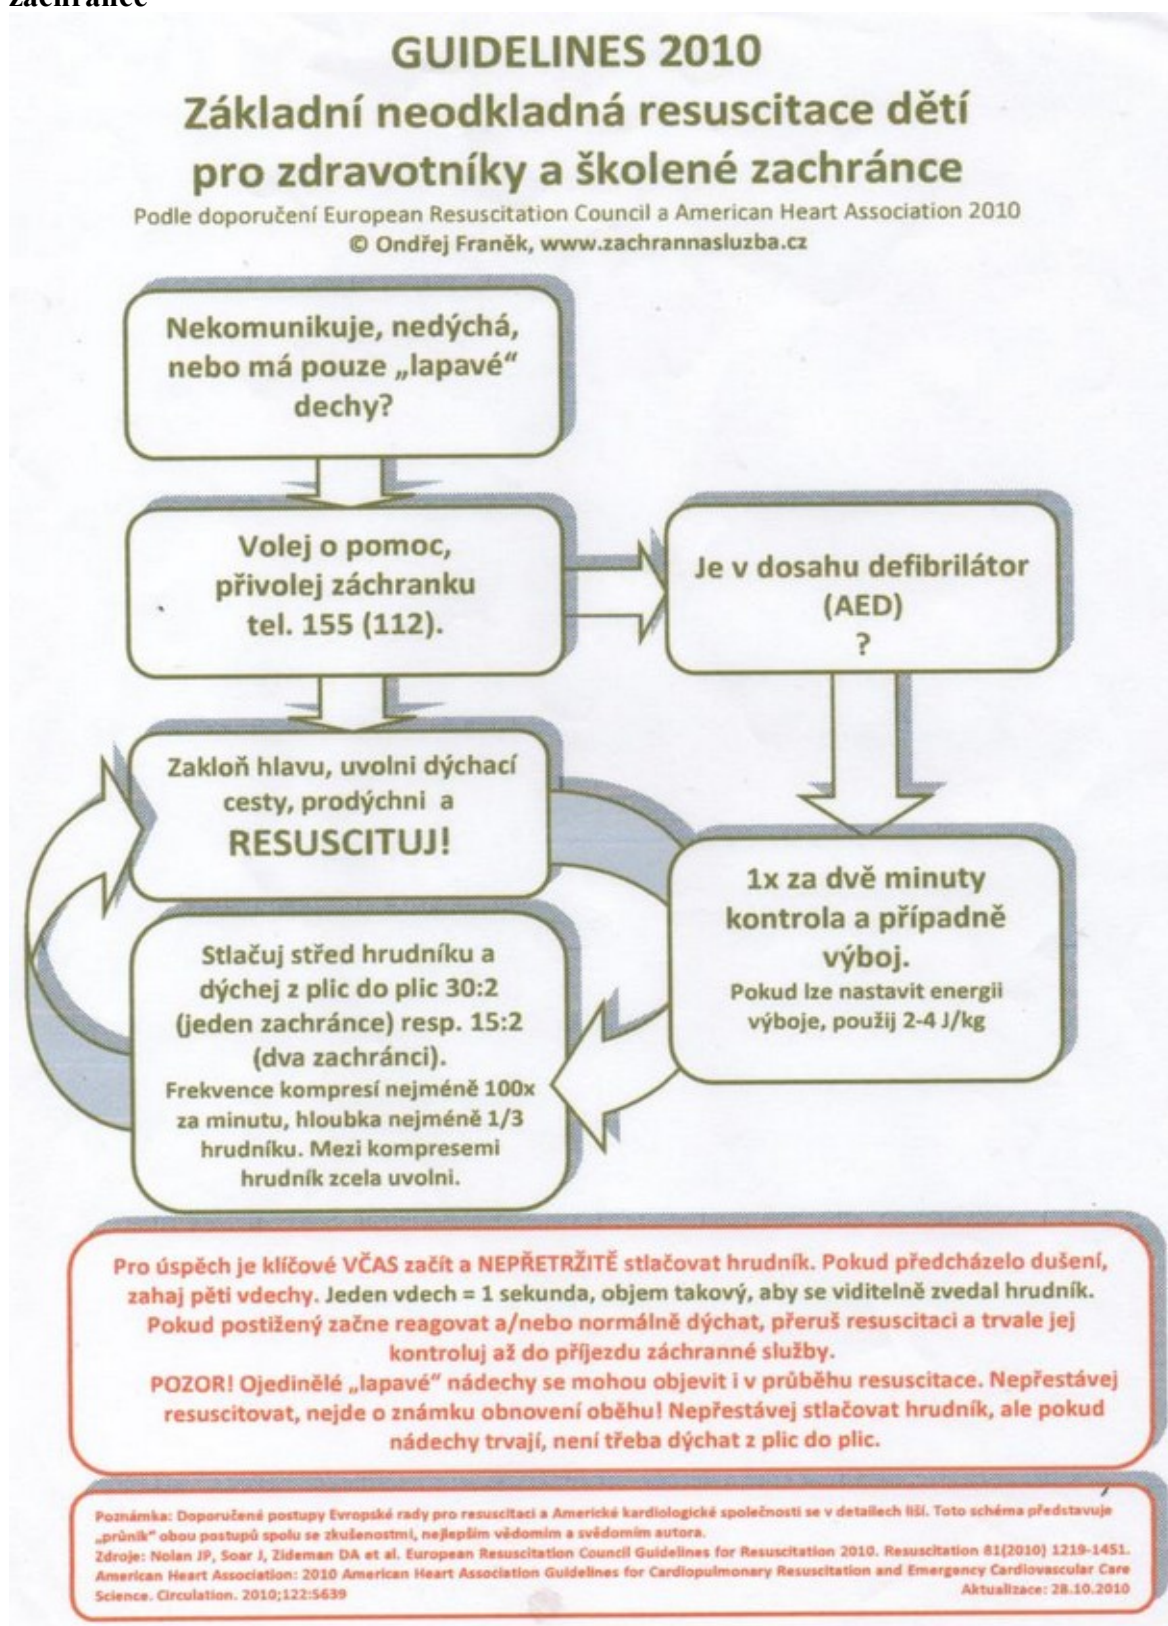 zachránce
GUIDELINES 2010
Základní neodkladná resuscitace dětí
pro zdravotníky a školené zachránce
Podle doporučení European Resuscitation Council a American Heart Association 2010
© Ondřej Franěk, www.zachrannasluzba.cz
Nekomunikuje, nedýchá,
nebo má pouze „lapavé“
dechy?
Volej o pomoc,
přivolej záchranku
tel. 155 (112).
Je v dosahu defibrilátor
(AED)
?
Zakloň hlavu, uvolni dýchací
cesty, prodýchni a
RESUSCITUJ!
1x za dvě minuty
kontrola a případně
výboj.
Pokud lze nastavit energii
výboje, použij 2-4 J/kg
Stlačuj střed hrudníku a
dýchej z plic do plic 30:2
(jeden zachránce) resp. 15:2
(dva zachránci).
Frekvence kompresí nejméně 100x
za minutu, hloubka nejméně 1/3
hrudníku. Mezi kompresemi
hrudník zcela uvolni.
Pro úspěch je klíčové VČAS začít a NEPŘETRŽITĚ stlačovat hrudník. Pokud předcházelo dušení,
zahaj pěti vdechy. Jeden vdech = 1 sekunda, objem takový, aby se viditelně zvedal hrudník.
Pokud postižený začne reagovat a/nebo normálně dýchat, přeruš resuscitaci a trvale jej
kontroluj až do příjezdu záchranné služby.
POZOR! Ojedinělé „lapavé“ nádechy se mohou objevit i v průběhu resuscitace. Nepřestávej
resuscitovat, nejde o známku obnovení oběhu! Nepřestávej stlačovat hrudník, ale pokud
nádechy trvají, není třeba dýchat z plic do plic.
Poznámka: Doporučené postupy Evropské rady pro resuscitaci a Americké kardiologické společnosti se v detailech liší. Toto schéma představuje
„průnik“ obou postupů spolu se zkušenostmi, nejlepším vědomím a svědomím autora.
Zdroje: Nolan JP, Soar J, Zideman DA et al. European Resuscitation Council Guidelines for Resuscitation 2010. Resuscitation 81(2010) 1219-1451.
American Heart Association: 2010 American Heart Association Guidelines for Cardiopulmonary Resuscitation and Emergency Cardiovascular Care
Science. Circulation. 2010;122:S639
Aktualizace: 28.10.2010